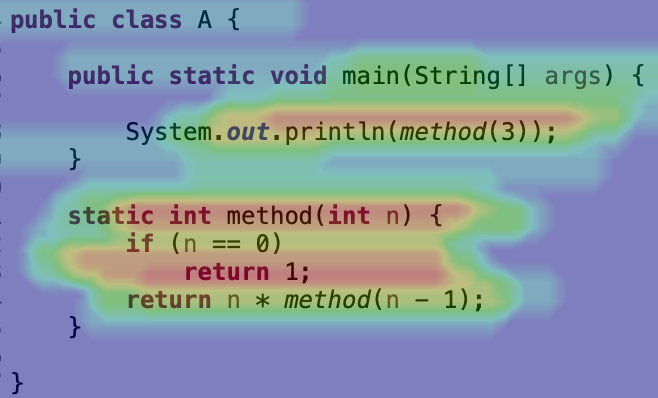 public class A {
public static void main(String[] args) {
System.out.println(method(3));
}
static int method(int n) {
if (n == 0)
return 1;
return n * method(n - 1);
}
}